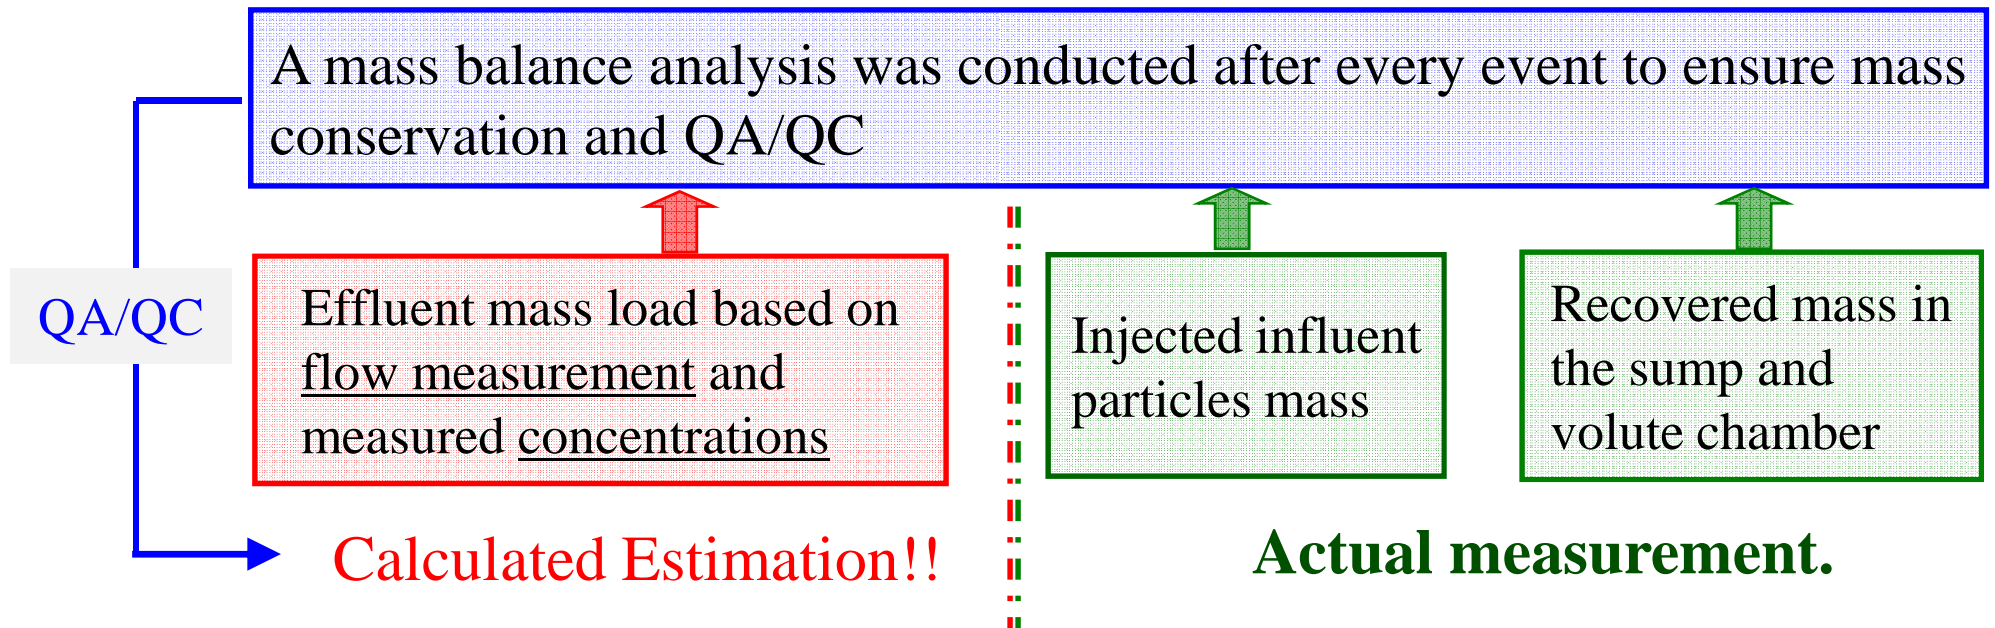 A mass balance analysis was conducted after every event to ensure mass
conservation and QA/QC
QA/QC
Effluent mass load based on
flow measurement and
measured concentrations
Injected influent
particles mass
Recovered mass in
the sump and
volute chamber
Calculated Estimation!!
Actual measurement.